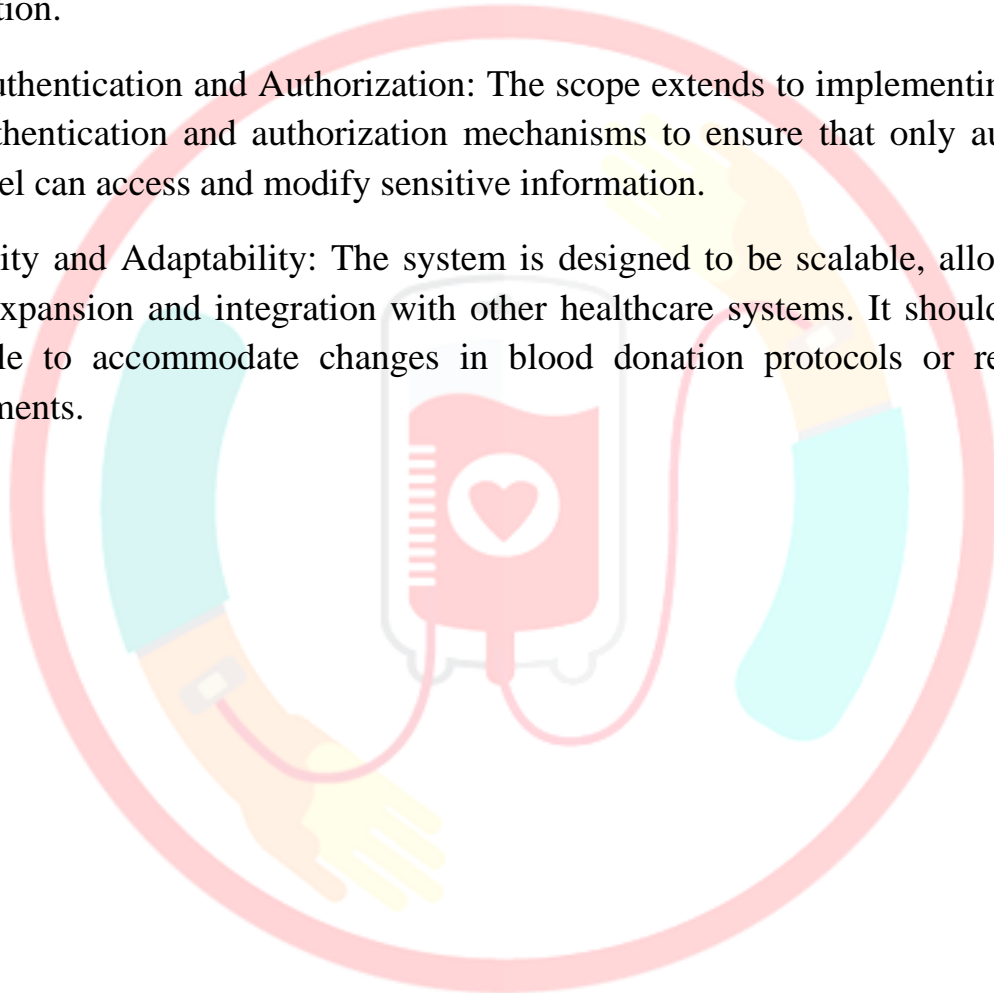 tion.
uthentication and Authorization: The scope extends to implementin
thentication and authorization mechanisms to ensure that only au
el can access and modify sensitive information.
ity and Adaptability: The system is designed to be scalable, allo
xpansion and integration with other healthcare systems. It should
le to accommodate changes in blood donation protocols or re
ments.